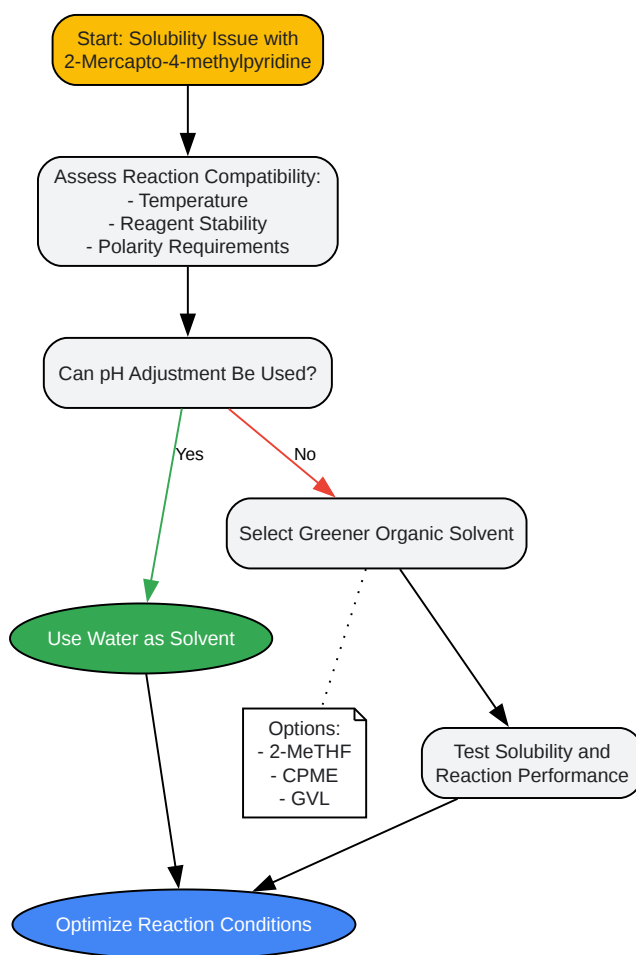 Start: Solubility Issue with
2-Mercapto-4-methylpyridine
Assess Reaction Compatibility:
- Temperature
- Reagent Stability
- Polarity Requirements
Can pH Adjustment Be Used?
Yes
No
Select Greener Organic Solvent
Use Water as Solvent
Options:
- 2-MeTHF
- CPME
- GVL
Test Solubility and
Reaction Performance
Optimize Reaction Conditions